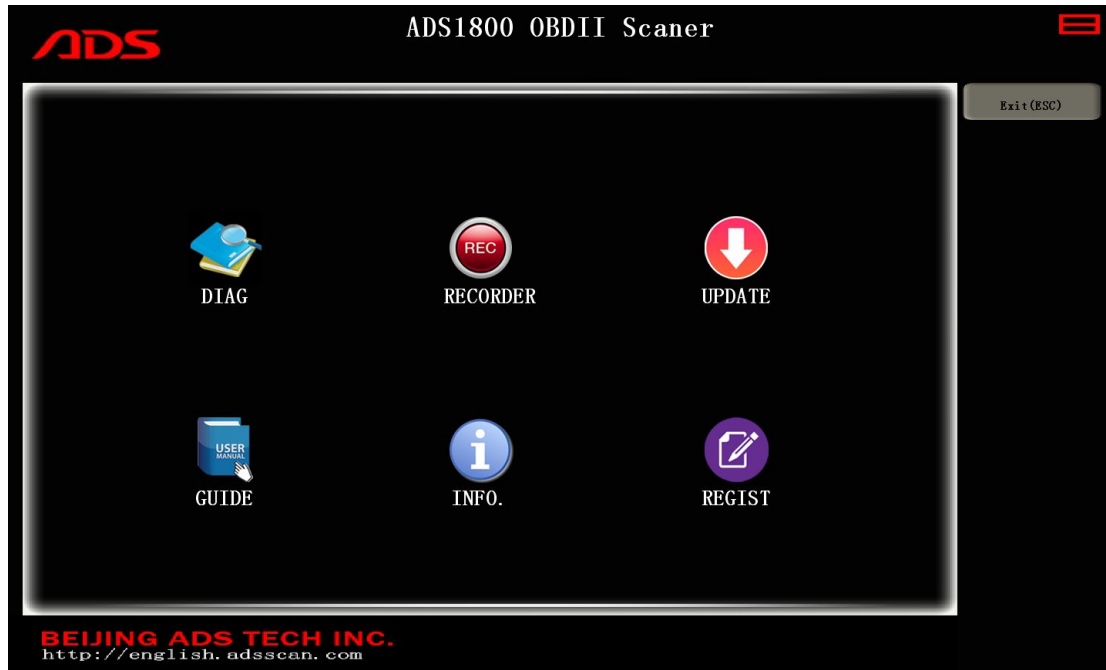 ADS
ADS1800 OBDII Scaner
Exit(ESC)
REC
DIAG
RECORDER
UPDATE
USER
MANUAL
i
GUIDE
INFO.
REGIST
BEIJING ADS TECH INC.
http://english.adsscan.com